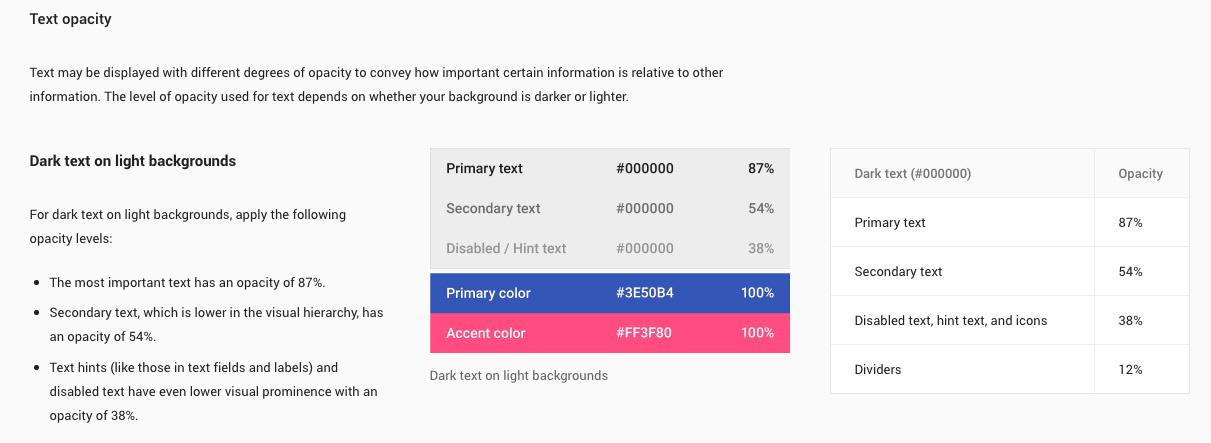 Text opacity
Text may be displayed with different degrees of opacity to convey how important certain information is relative to other
information. The level of opacity used for text depends on whether your background is darker or lighter.
Dark text on light backgrounds
For dark text on light backgrounds, apply the following
opacity levels:
• The most important text has an opacity of 87%.
• Secondary text, which is lower in the visual hierarchy, has
an opacity of 54%.
• Text hints (like those in text fields and labels) and
disabled text have even lower visual prominence with an
opacity of 38%.
Primary text #000000 87%
Secondary text #000000 54%
Disabled / Hint text #000000 38%
Primary color #3E50B4 100%
Accent color #FF3F80 100%
Dark text on light backgrounds
Dark text (#000000) Opacity
Primary text 87%
Secondary text 54%
Disabled text, hint text, and icons 38%
Dividers 12%